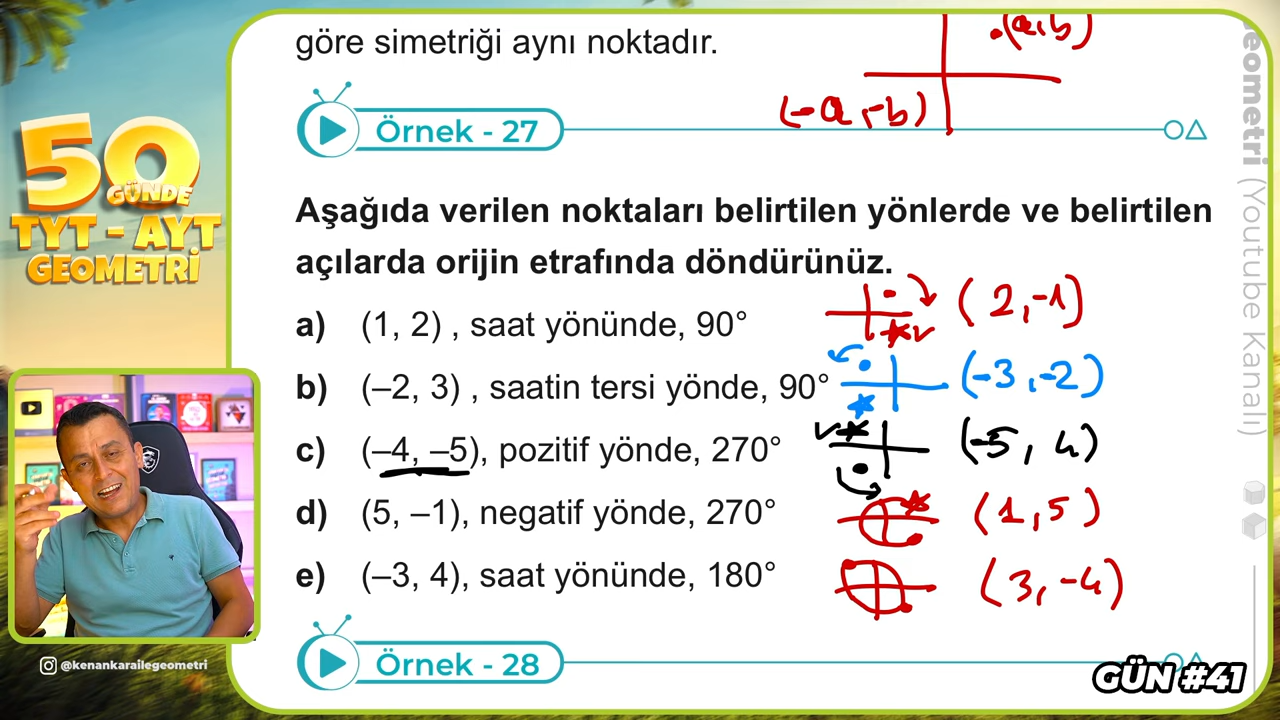 göre simetriği aynı noktadır.
(a,b)
(-a,-b)
50
GÜNDE
TYT - AYT
GEOMETRİ
Örnek - 27
Aşağıda verilen noktaları belirtilen yönlerde ve belirtilen
açılarda orijin etrafında döndürünüz.
a) (1, 2) , saat yönünde, 90° (2,-1)
b) (–2, 3) , saatin tersi yönde, 90° (-3,-2)
c) (–4, –5), pozitif yönde, 270° (-5, 4)
d) (5, –1), negatif yönde, 270° (1,5)
e) (–3, 4), saat yönünde, 180° (3,-4)
Örnek - 28
eometri (Youtube Kanalı)
@kenankarailegeometri
GÜN #41